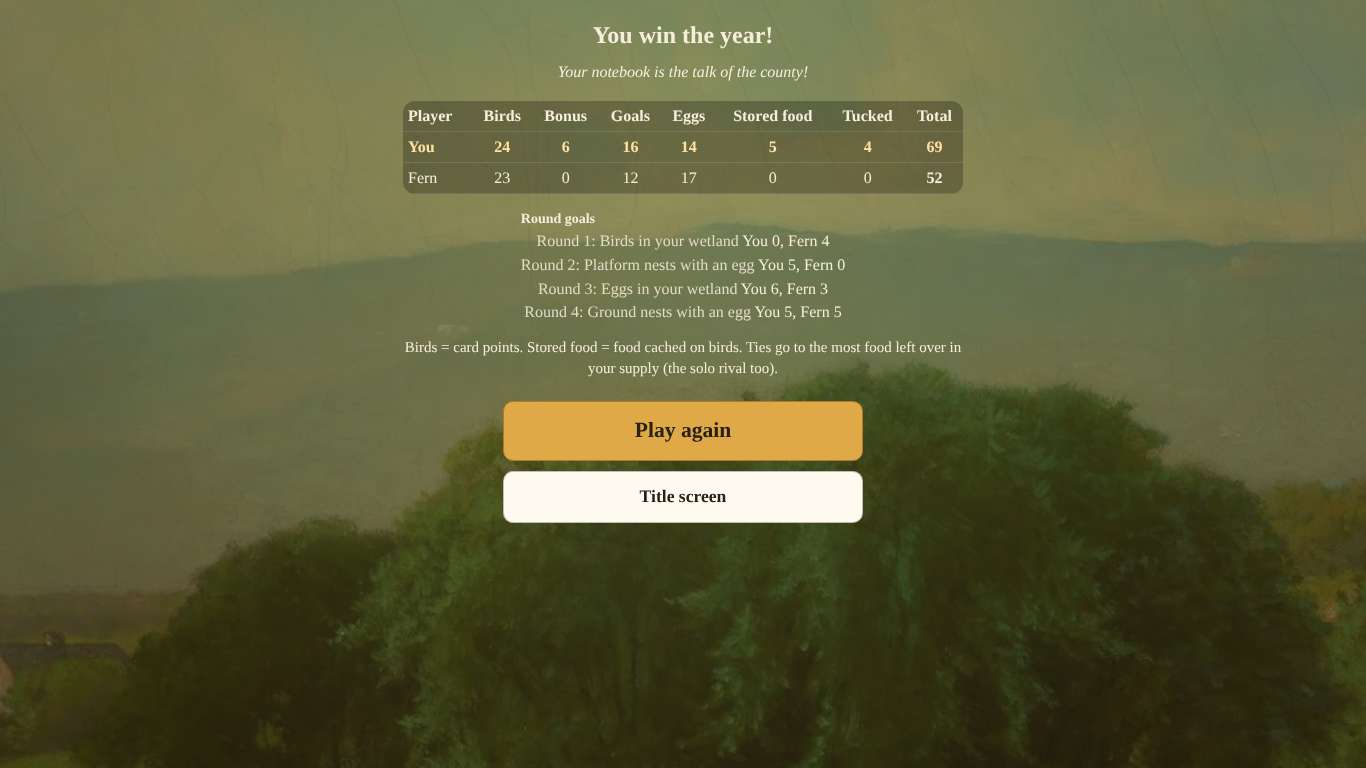 You win the year!
Your notebook is the talk of the county!
Player Birds Bonus Goals Eggs Stored food Tucked Total
You 24 6 16 14 5 4 69
Fern 23 0 12 17 0 0 52
Round goals
Round 1: Birds in your wetland You 0, Fern 4
Round 2: Platform nests with an egg You 5, Fern 0
Round 3: Eggs in your wetland You 6, Fern 3
Round 4: Ground nests with an egg You 5, Fern 5
Birds = card points. Stored food = food cached on birds. Ties go to the most food left over in
your supply (the solo rival too).
Play again
Title screen